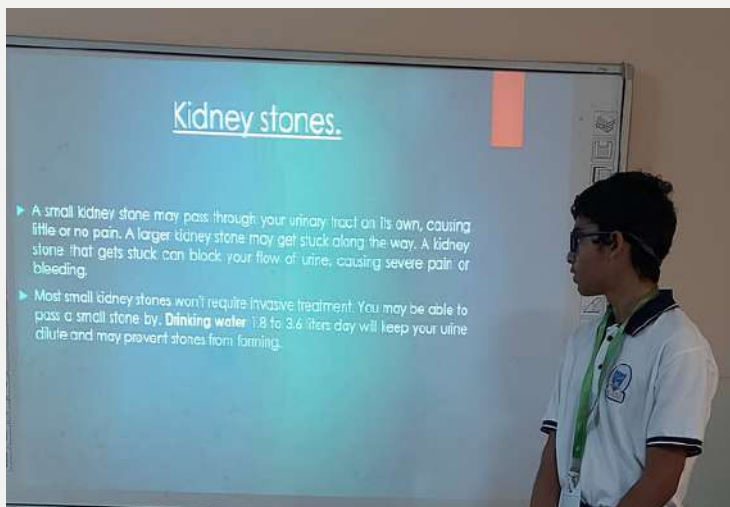 Kidney stones.
A small kidney stone may pass through your urinary tract on its own, causing
little or no pain. A larger kidney stone may get stuck along the way. A kidney
stone that gets stuck can block your flow of urine, causing severe pain or
bleeding.
Most small kidney stones won't require invasive treatment. You may be able to
pass a small stone by. Drinking water 1.8 to 3.6 liters day will keep your urine
dilute and may prevent stones from forming.